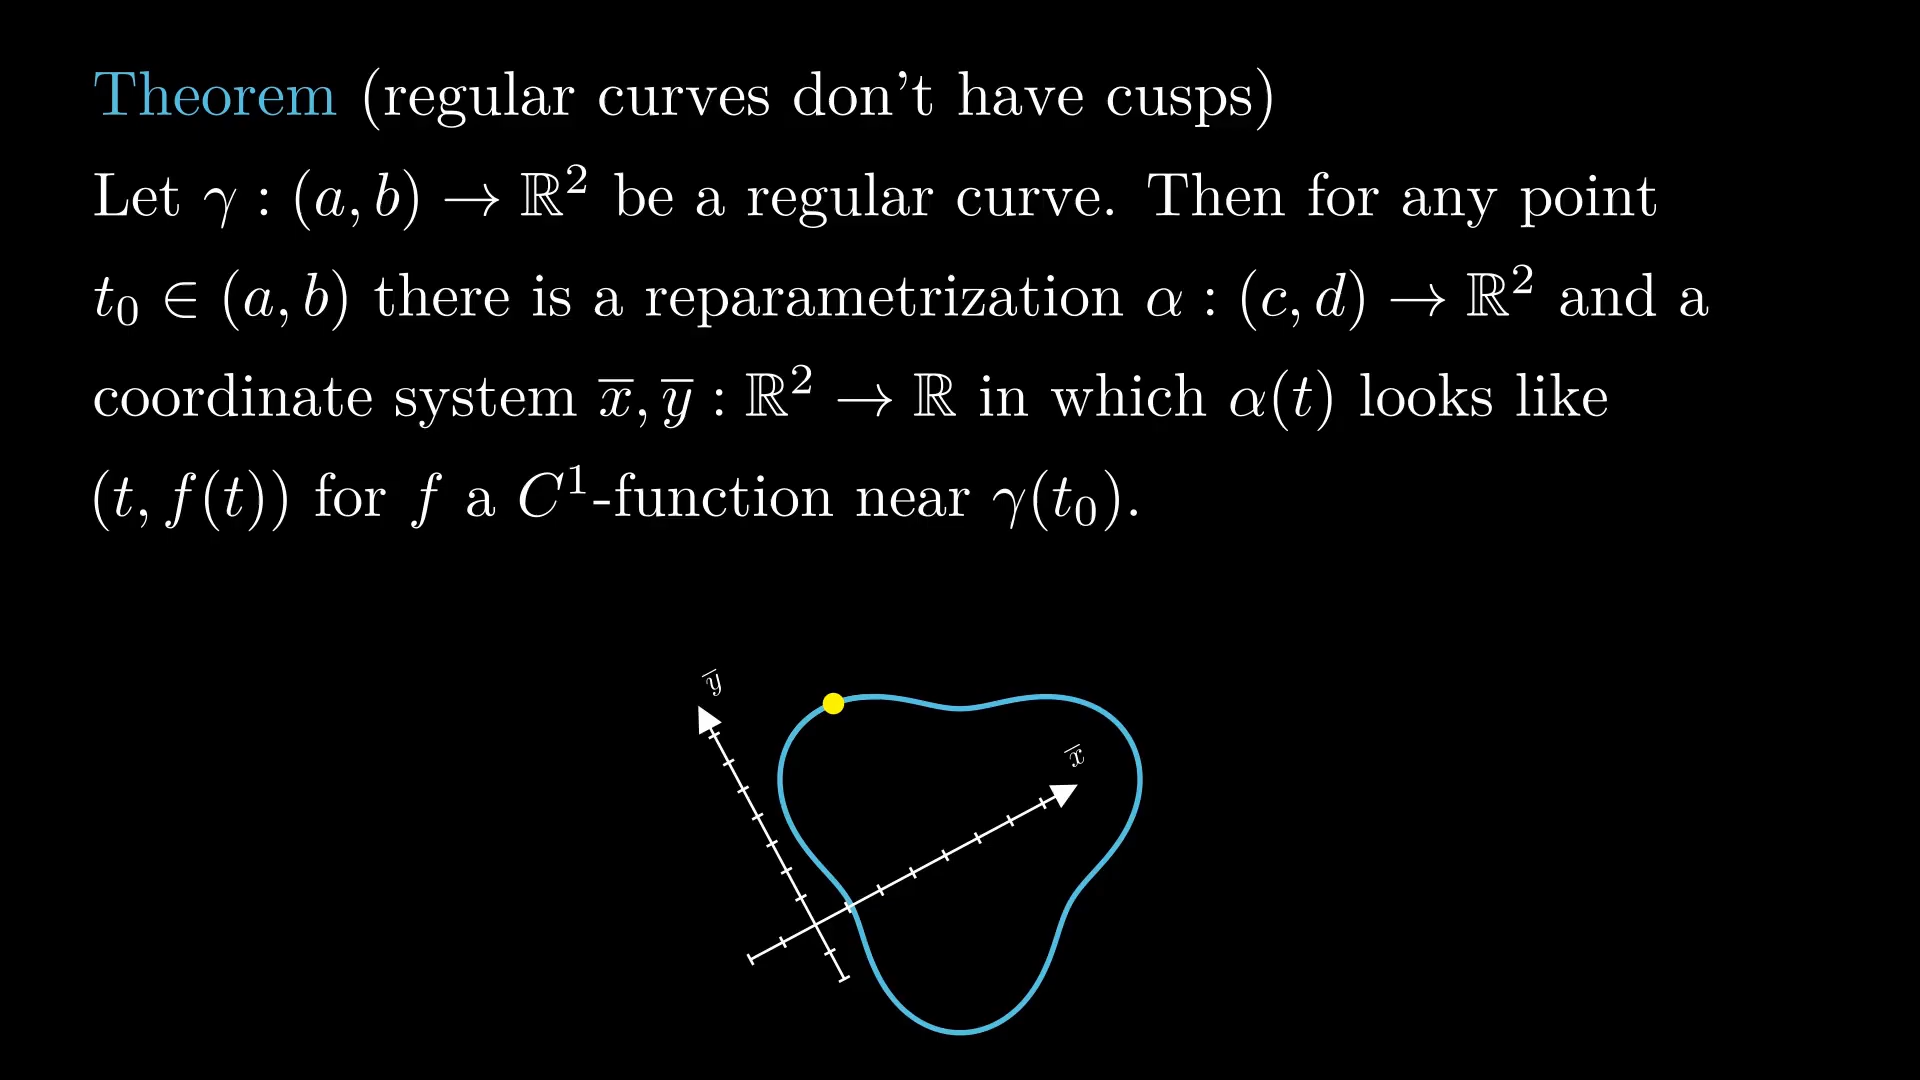 Theorem (regular curves don't have cusps)
Let γ : (a, b) → ℝ² be a regular curve. Then for any point
t₀ ∈ (a, b) there is a reparametrization α : (c, d) → ℝ² and a
coordinate system x̅, y̅ : ℝ² → ℝ in which α(t) looks like
(t, f(t)) for f a C¹-function near γ(t₀).
y̅
x̅